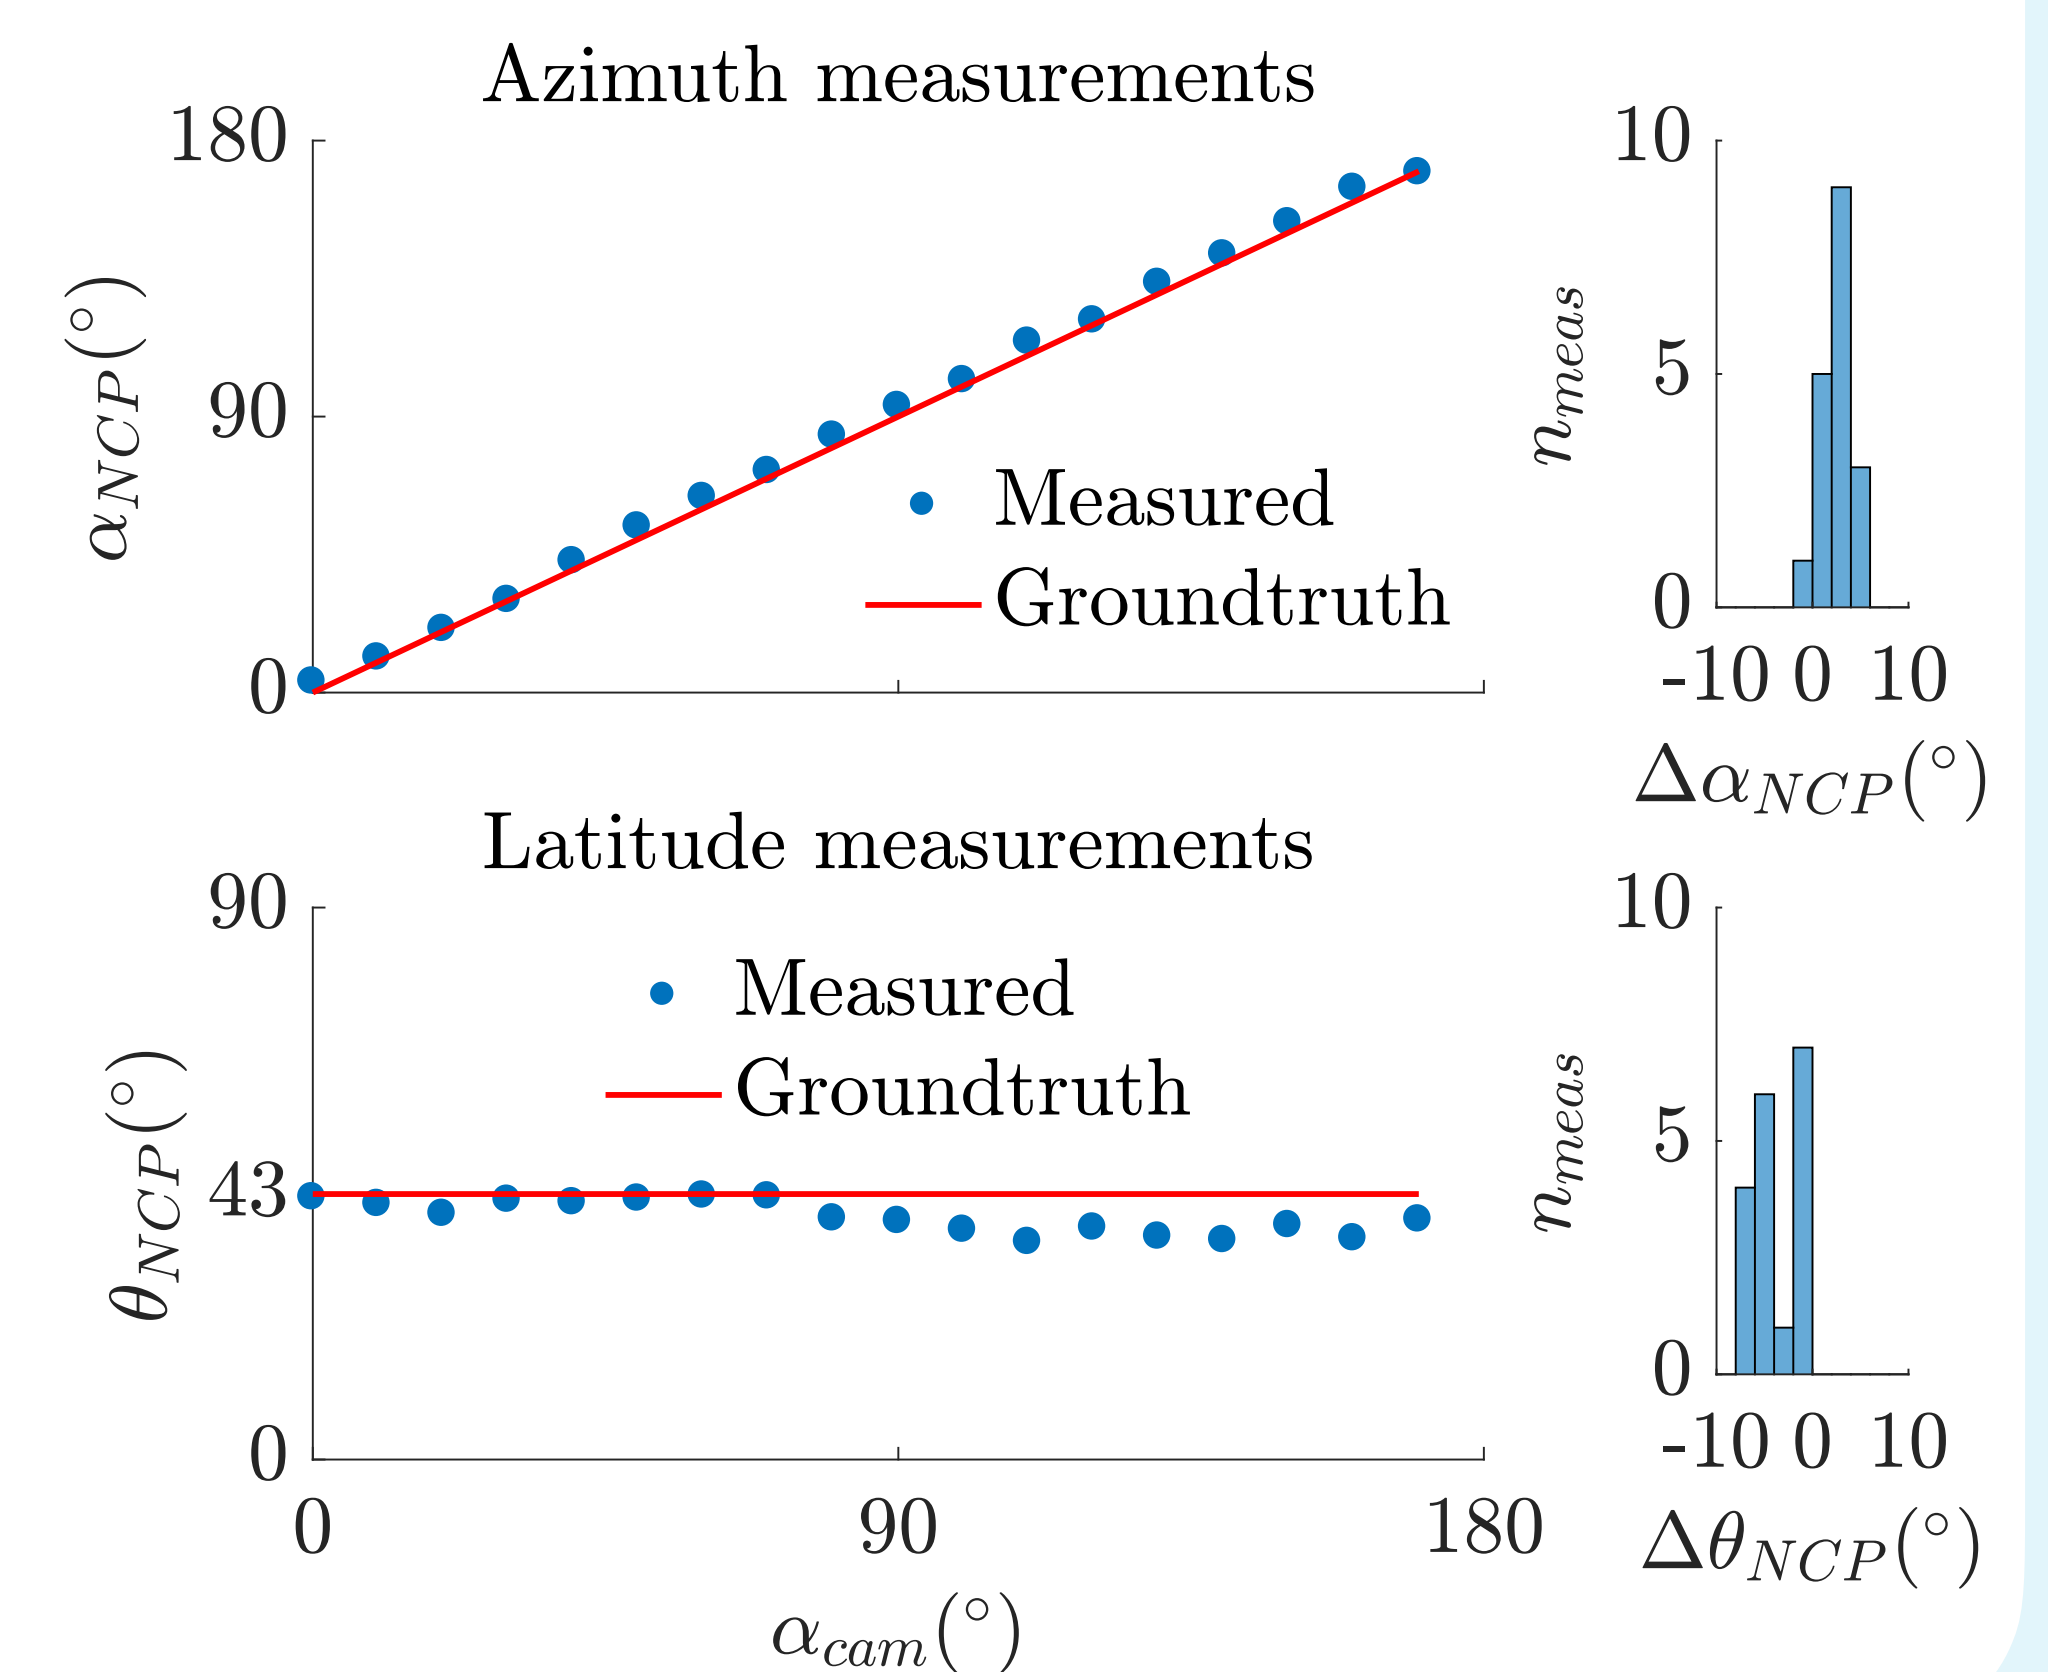 Azimuth measurements
180
90
0
α_NCP(°)
Measured
Groundtruth
10
5
0
n_meas
-10 0 10
Δα_NCP(°)
Latitude measurements
90
43
0
θ_NCP(°)
Measured
Groundtruth
0 90 180
α_cam(°)
10
5
0
n_meas
-10 0 10
Δθ_NCP(°)